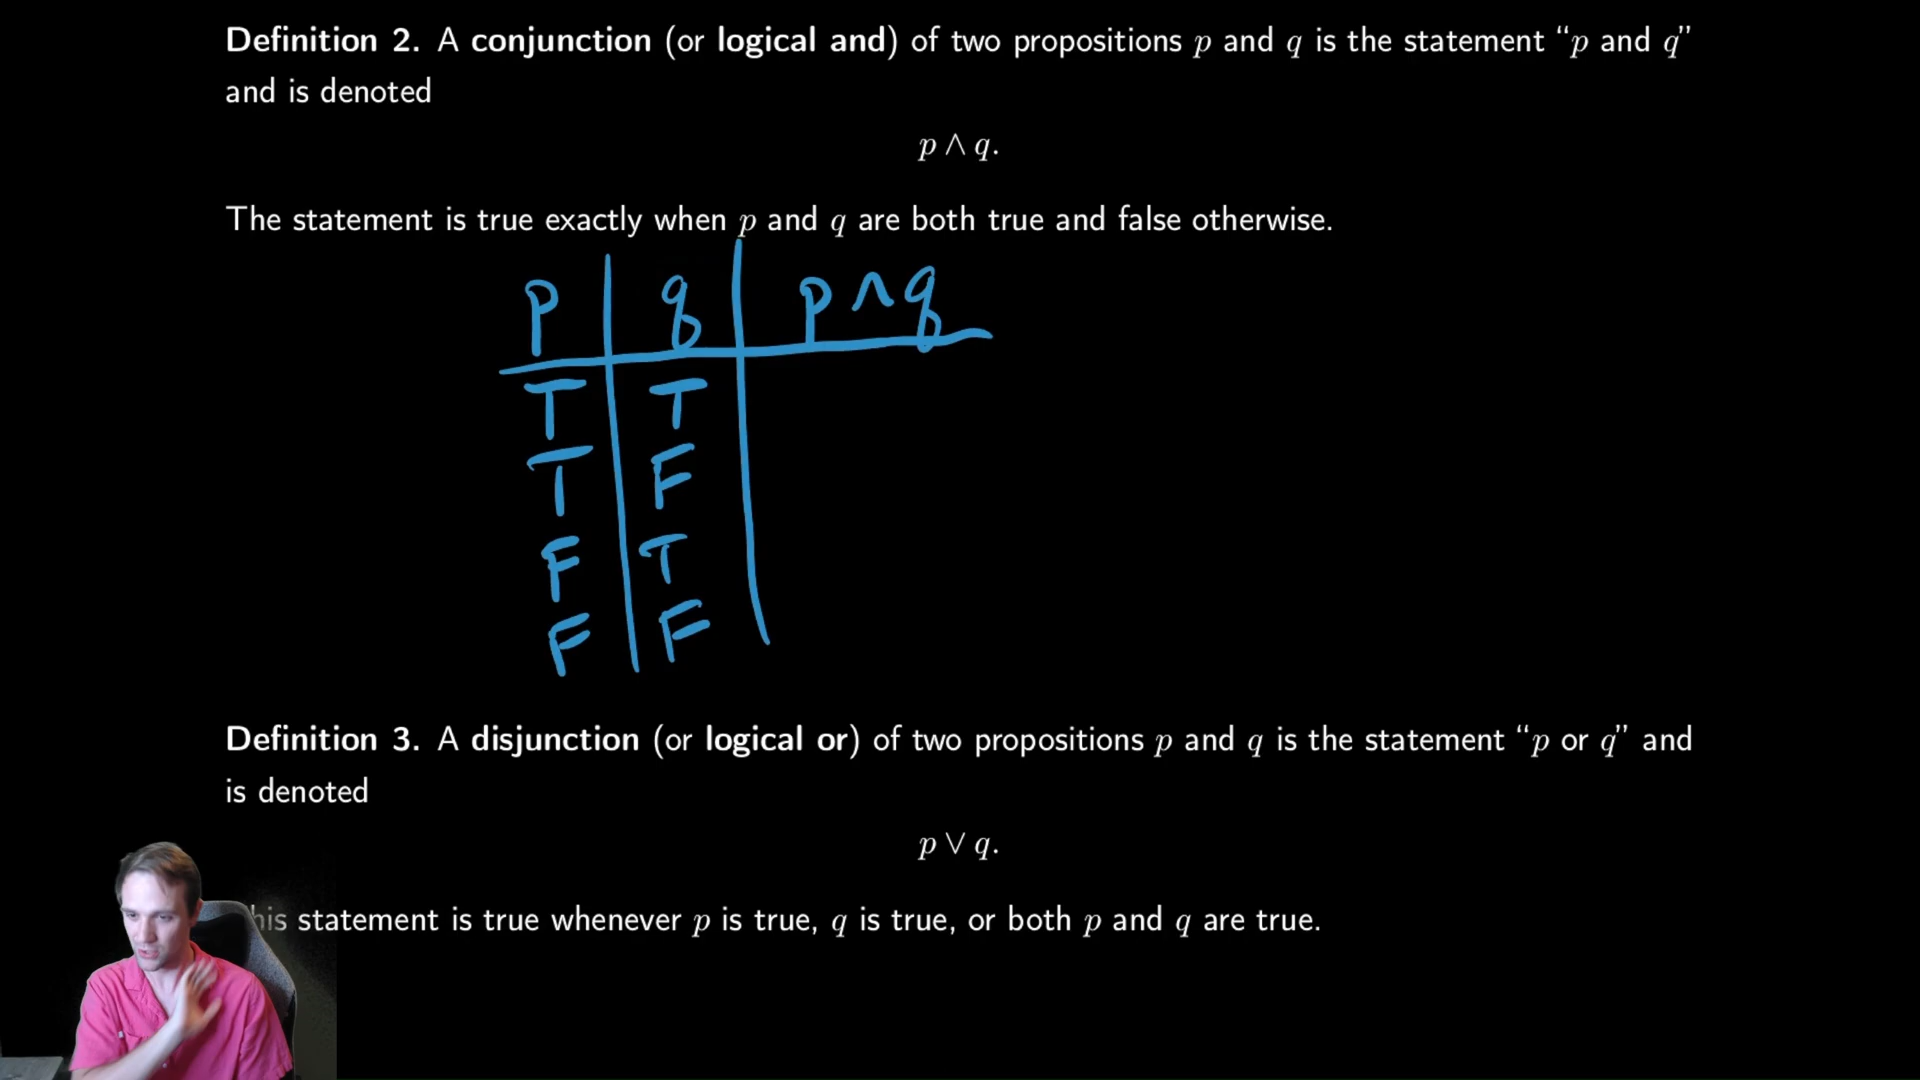 Definition 2. A conjunction (or logical and) of two propositions p and q is the statement “p and q”
and is denoted
p ∧ q.
The statement is true exactly when p and q are both true and false otherwise.
p q p ∧ q
T T
T F
F T
F F
Definition 3. A disjunction (or logical or) of two propositions p and q is the statement “p or q” and
is denoted
p ∨ q.
his statement is true whenever p is true, q is true, or both p and q are true.